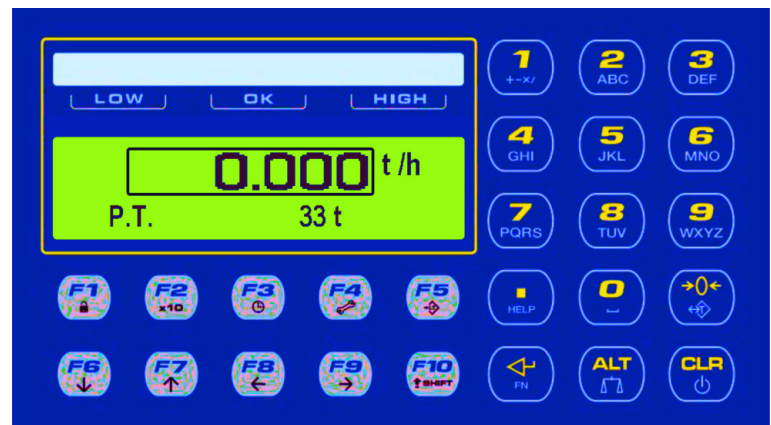 LOW OK HIGH
0.000 t /h
P.T. 33 t
1 2 3
+-×/ ABC DEF
4 5 6
GHI JKL MNO
7 8 9
PQRS TUV WXYZ
F1 F2 F3 F4 F5
x10
. 0 →0←
HELP T
F6 F7 F8 F9 F10
SHIFT
ALT CLR
FN